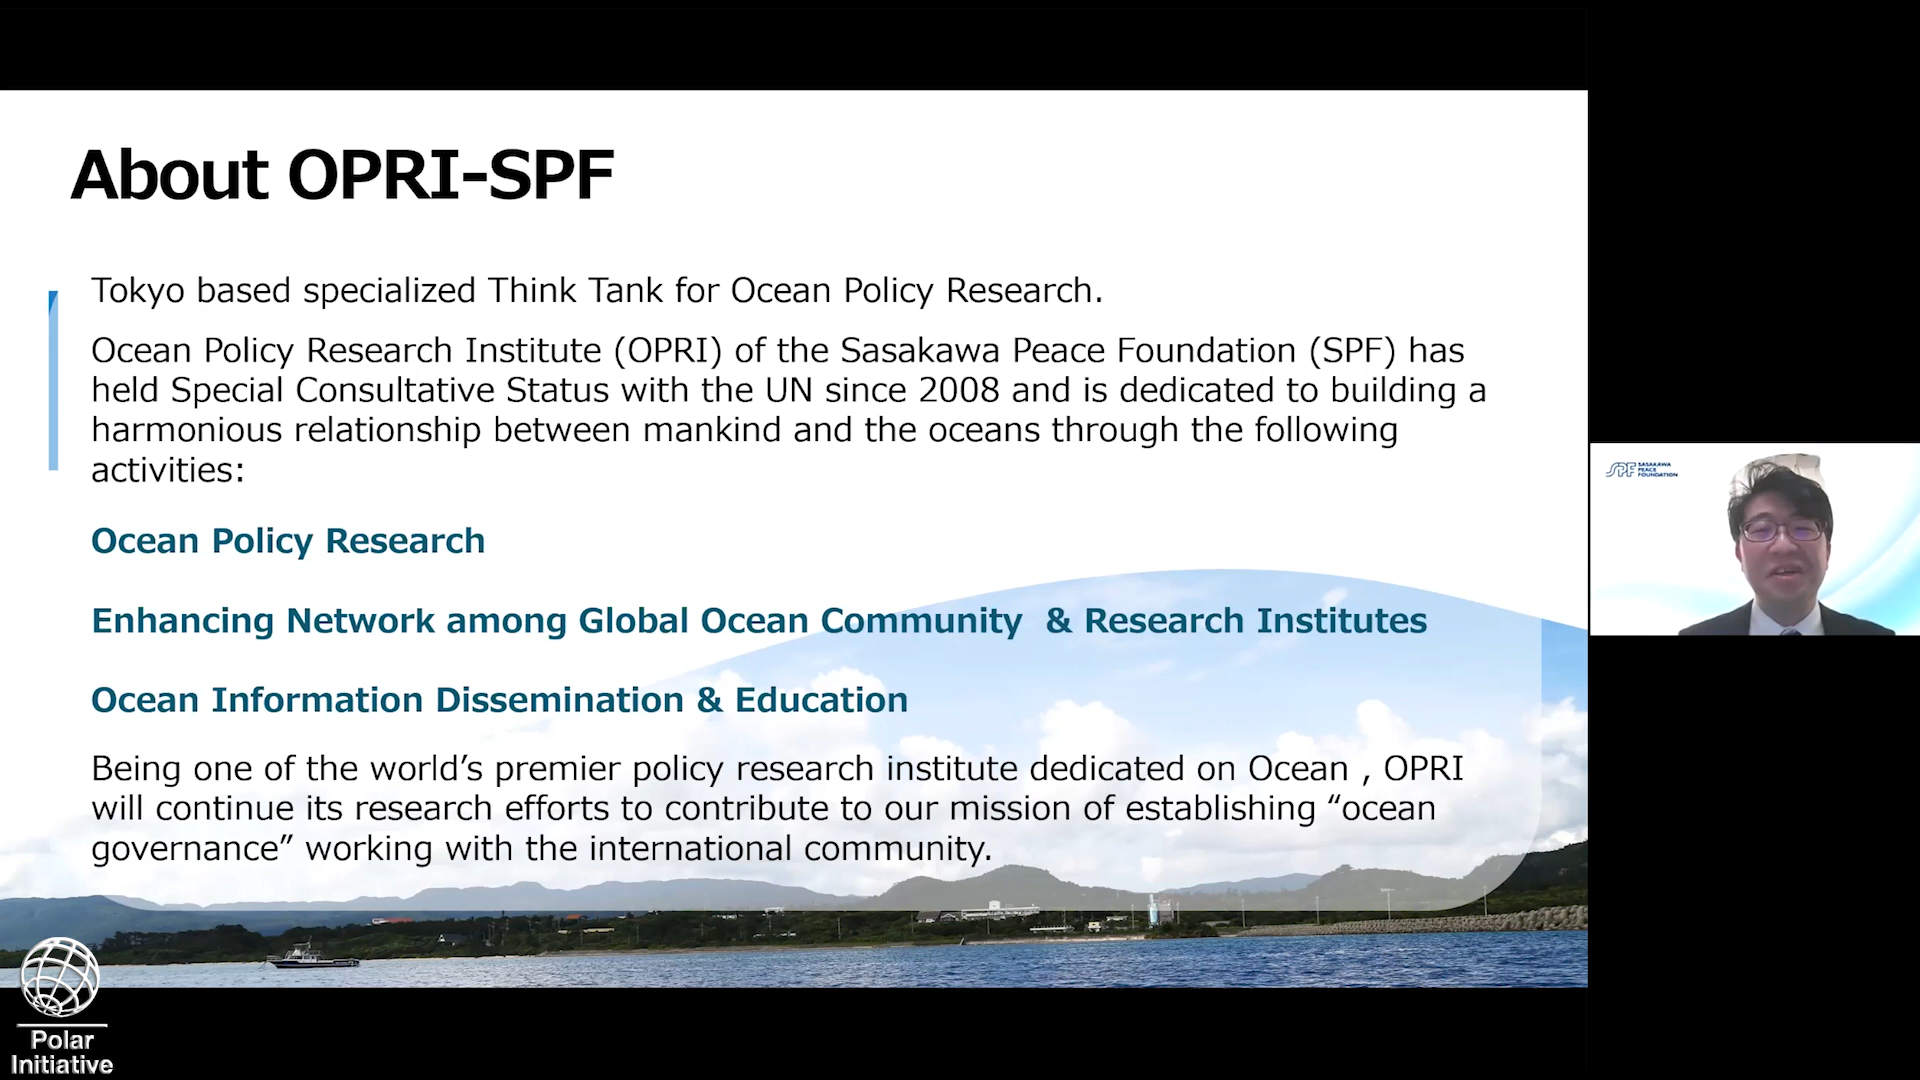 About OPRI-SPF
Tokyo based specialized Think Tank for Ocean Policy Research.
Ocean Policy Research Institute (OPRI) of the Sasakawa Peace Foundation (SPF) has
held Special Consultative Status with the UN since 2008 and is dedicated to building a
harmonious relationship between mankind and the oceans through the following
activities:
Ocean Policy Research
Enhancing Network among Global Ocean Community & Research Institutes
Ocean Information Dissemination & Education
Being one of the world’s premier policy research institute dedicated on Ocean , OPRI
will continue its research efforts to contribute to our mission of establishing “ocean
governance” working with the international community.
SPF SASAKAWA
PEACE
FOUNDATION
Polar
Initiative